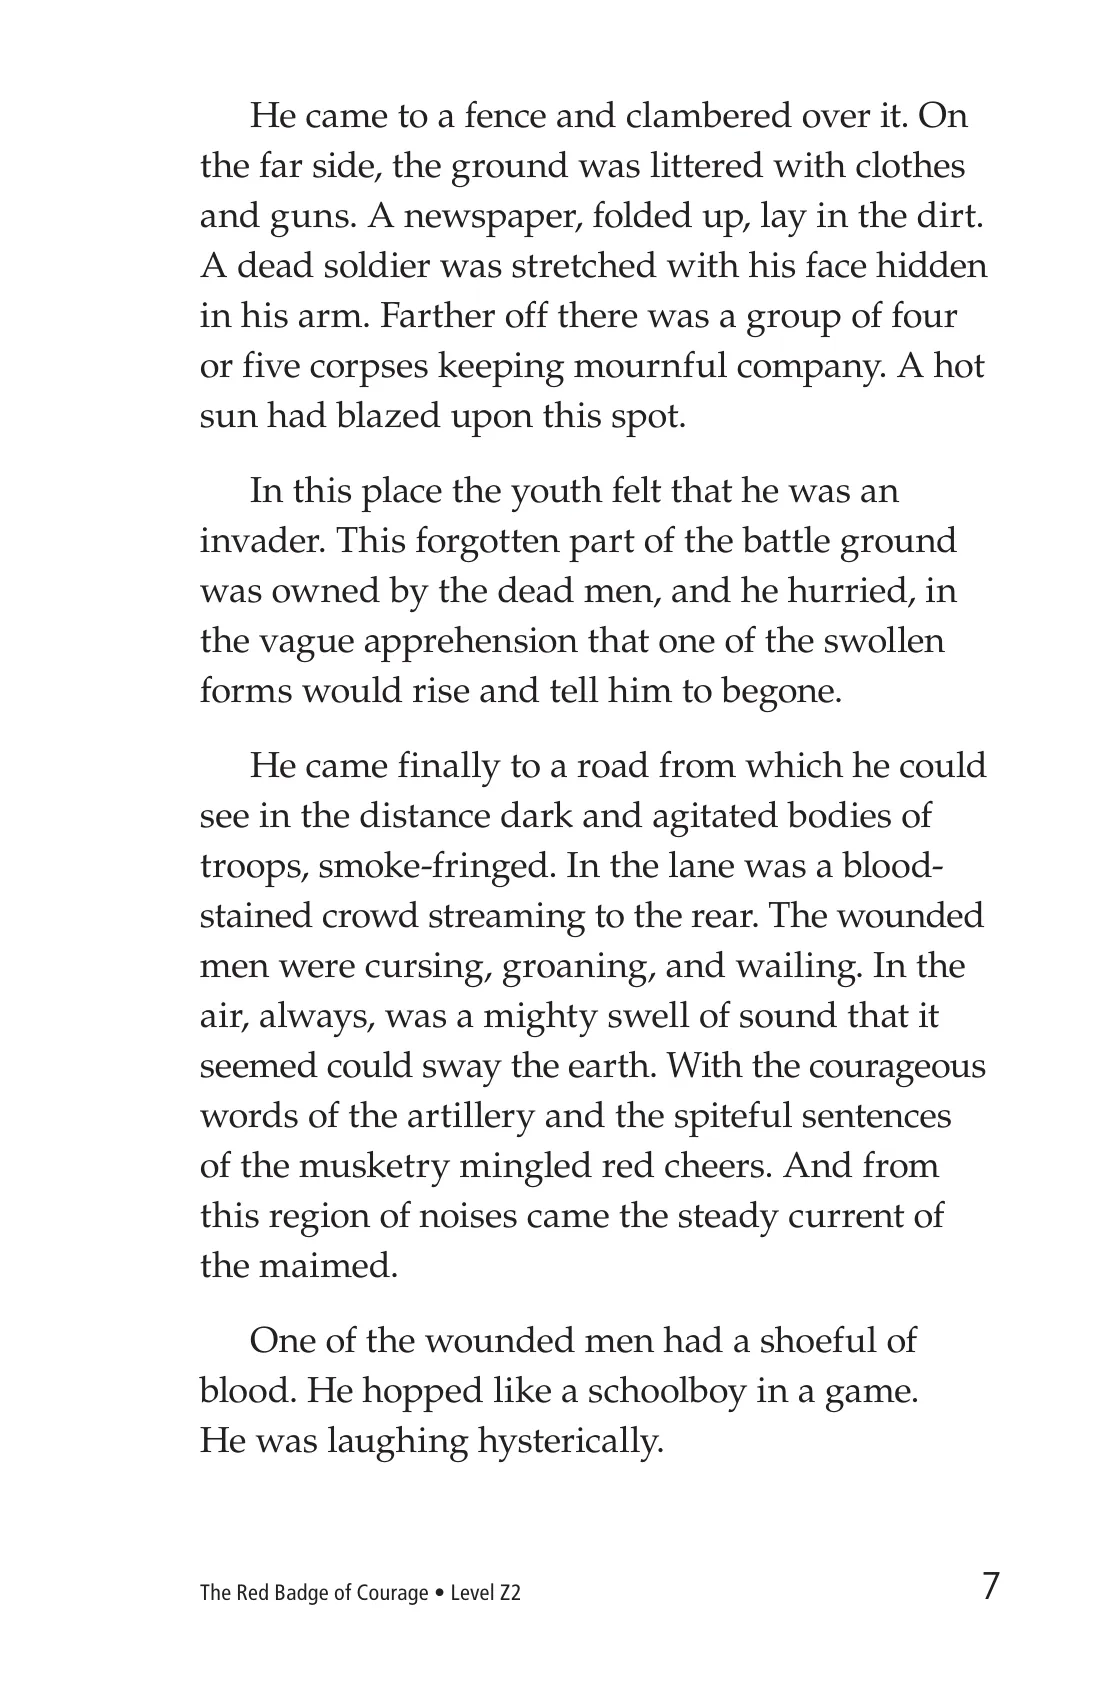 He came to a fence and clambered over it. On
the far side, the ground was littered with clothes
and guns. A newspaper, folded up, lay in the dirt.
A dead soldier was stretched with his face hidden
in his arm. Farther off there was a group of four
or five corpses keeping mournful company. A hot
sun had blazed upon this spot.
In this place the youth felt that he was an
invader. This forgotten part of the battle ground
was owned by the dead men, and he hurried, in
the vague apprehension that one of the swollen
forms would rise and tell him to begone.
He came finally to a road from which he could
see in the distance dark and agitated bodies of
troops, smoke-fringed. In the lane was a blood-
stained crowd streaming to the rear. The wounded
men were cursing, groaning, and wailing. In the
air, always, was a mighty swell of sound that it
seemed could sway the earth. With the courageous
words of the artillery and the spiteful sentences
of the musketry mingled red cheers. And from
this region of noises came the steady current of
the maimed.
One of the wounded men had a shoeful of
blood. He hopped like a schoolboy in a game.
He was laughing hysterically.
The Red Badge of Courage • Level Z2
7